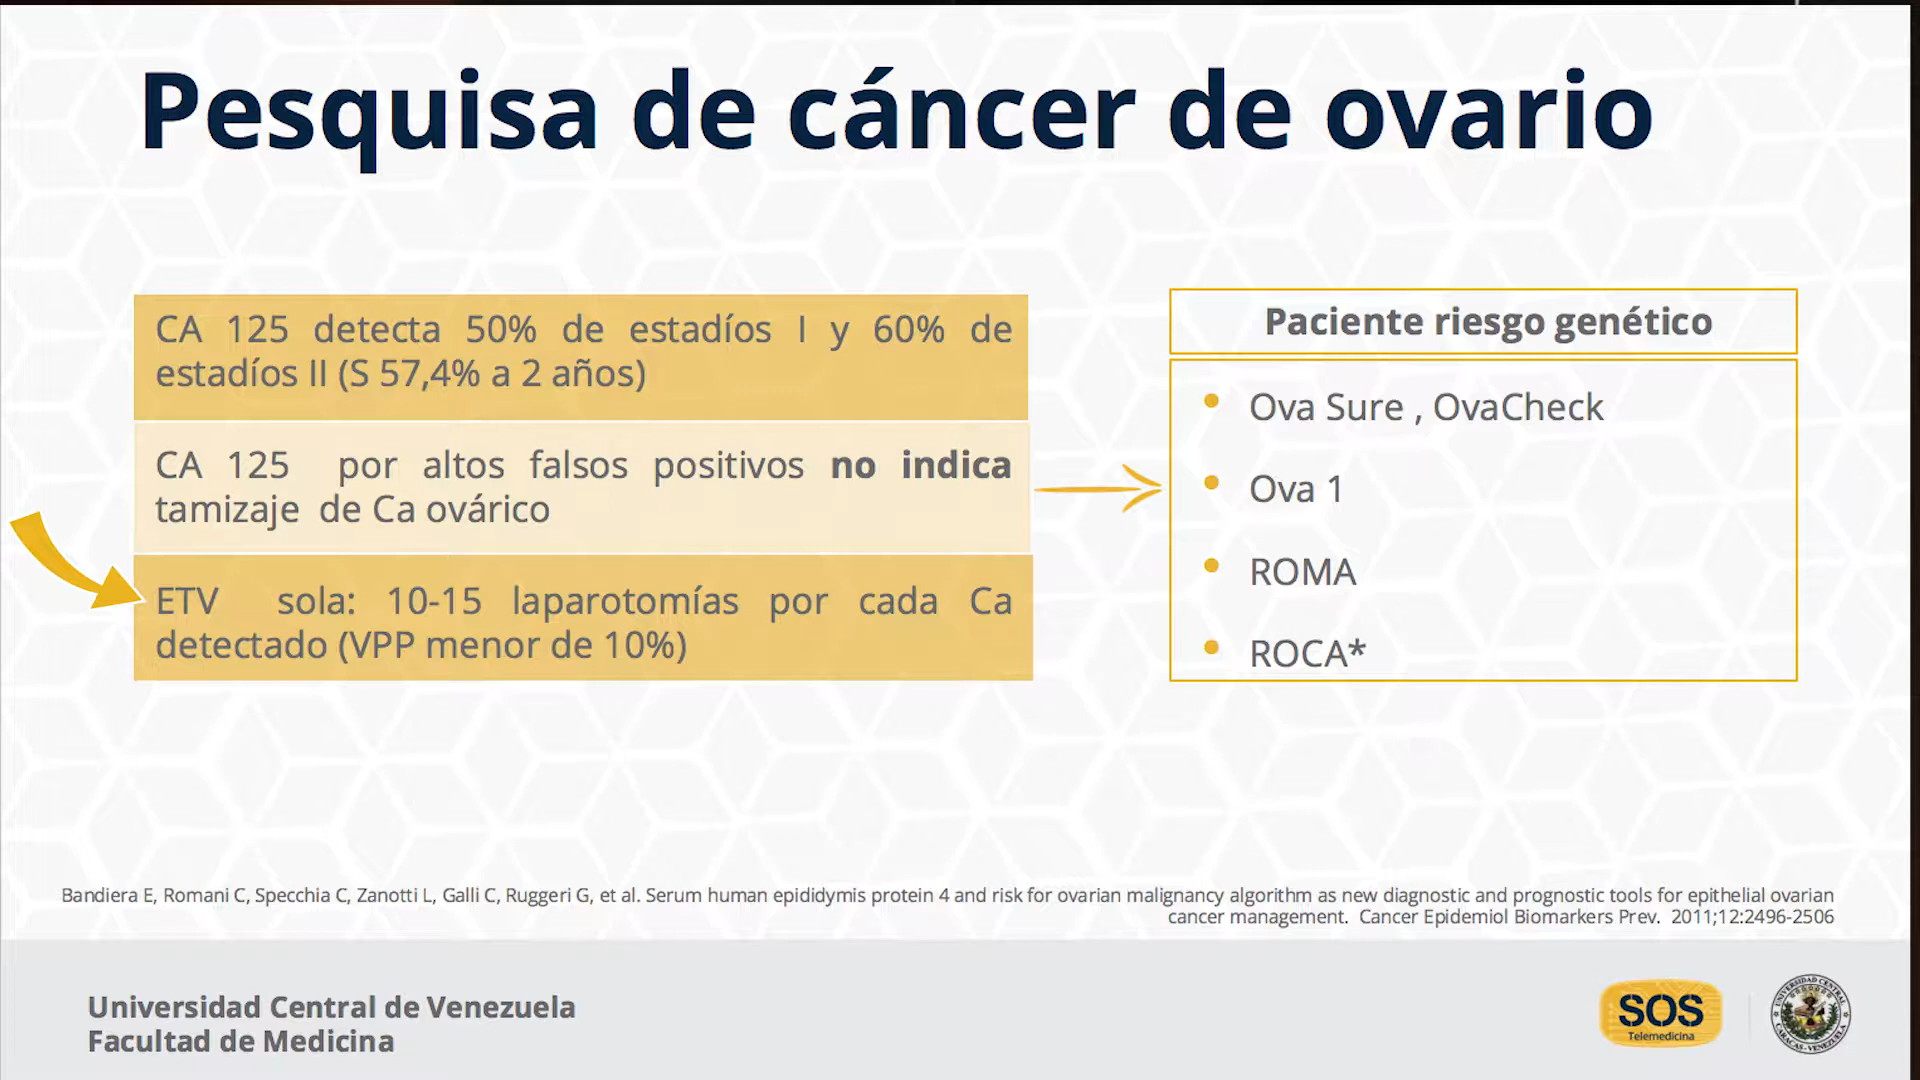 Pesquisa de cáncer de ovario
CA 125 detecta 50% de estadíos I y 60% de
estadíos II (S 57,4% a 2 años)
CA 125 por altos falsos positivos no indica
tamizaje de Ca ovárico
ETV sola: 10-15 laparotomías por cada Ca
detectado (VPP menor de 10%)
Paciente riesgo genético
• Ova Sure , OvaCheck
• Ova 1
• ROMA
• ROCA*
Bandiera E, Romani C, Specchia C, Zanotti L, Galli C, Ruggeri G, et al. Serum human epididymis protein 4 and risk for ovarian malignancy algorithm as new diagnostic and prognostic tools for epithelial ovarian
cancer management. Cancer Epidemiol Biomarkers Prev. 2011;12:2496-2506
Universidad Central de Venezuela
Facultad de Medicina
SOS
Telemedicina
UNIVERSIDAD CENTRAL
CARACAS-VENEZUELA